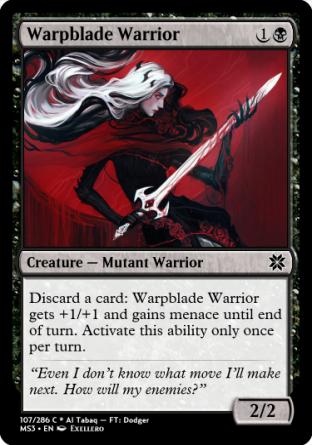 Warpblade Warrior 1
Creature — Mutant Warrior
Discard a card: Warpblade Warrior
gets +1/+1 and gains menace until end
of turn. Activate this ability only once
per turn.
“Even I don’t know what move I’ll make
next. How will my enemies?”
2/2
107/286 C * Al Tabaq — FT: Dodger
MS3 • EN Exellero